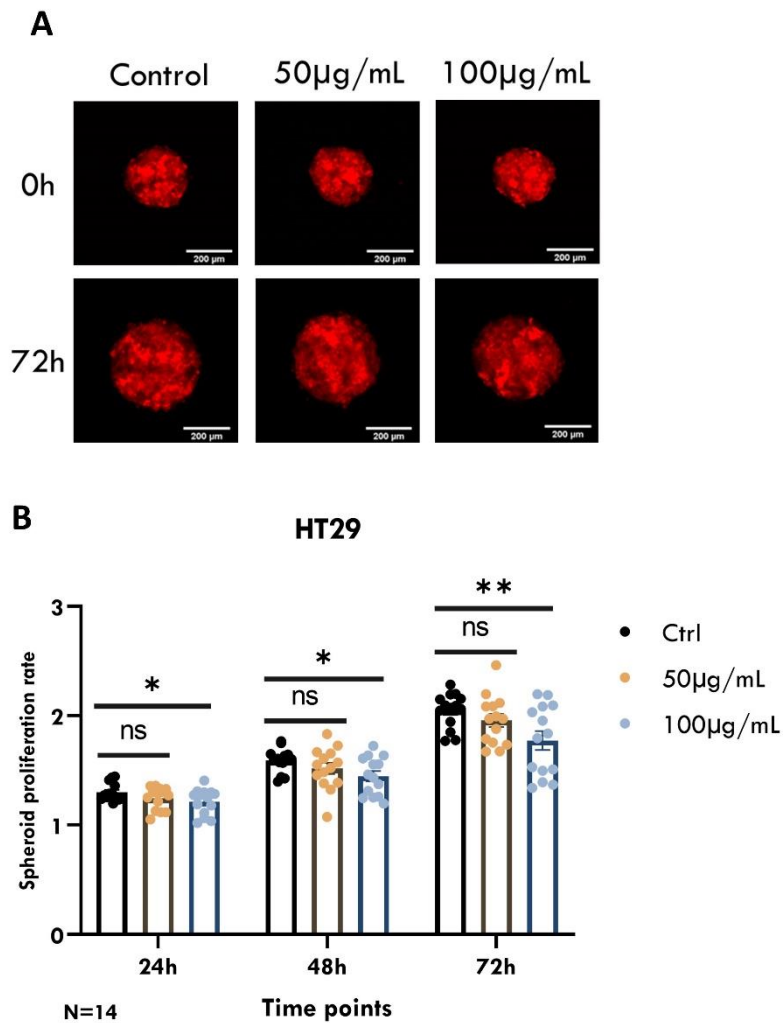 A
Control 50µg/mL 100µg/mL
0h
200 µm 200 µm 200 µm
72h
200 µm 200 µm 200 µm
B
HT29
Spheroid proliferation rate
3
2
1
0
* ns
* ns
** ns
Ctrl
50µg/mL
100µg/mL
24h 48h 72h
N=14 Time points